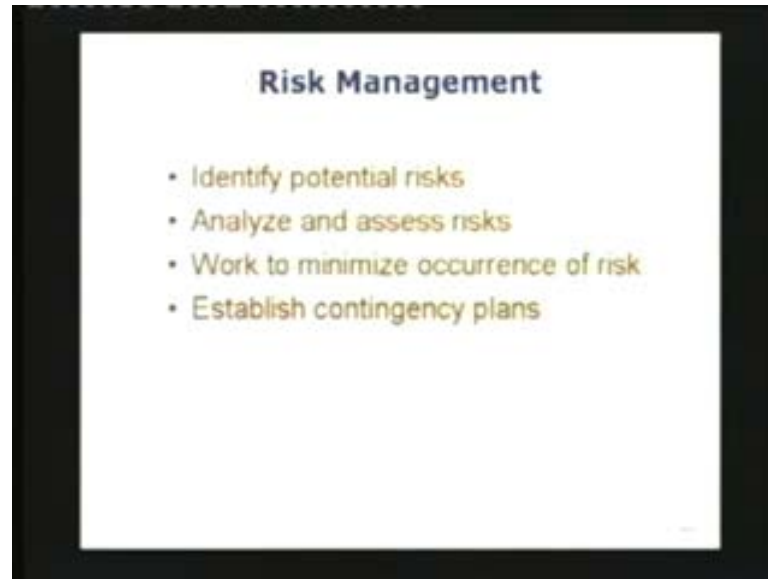 Risk Management
• Identify potential risks
• Analyze and assess risks
• Work to minimize occurrence of risk
• Establish contingency plans